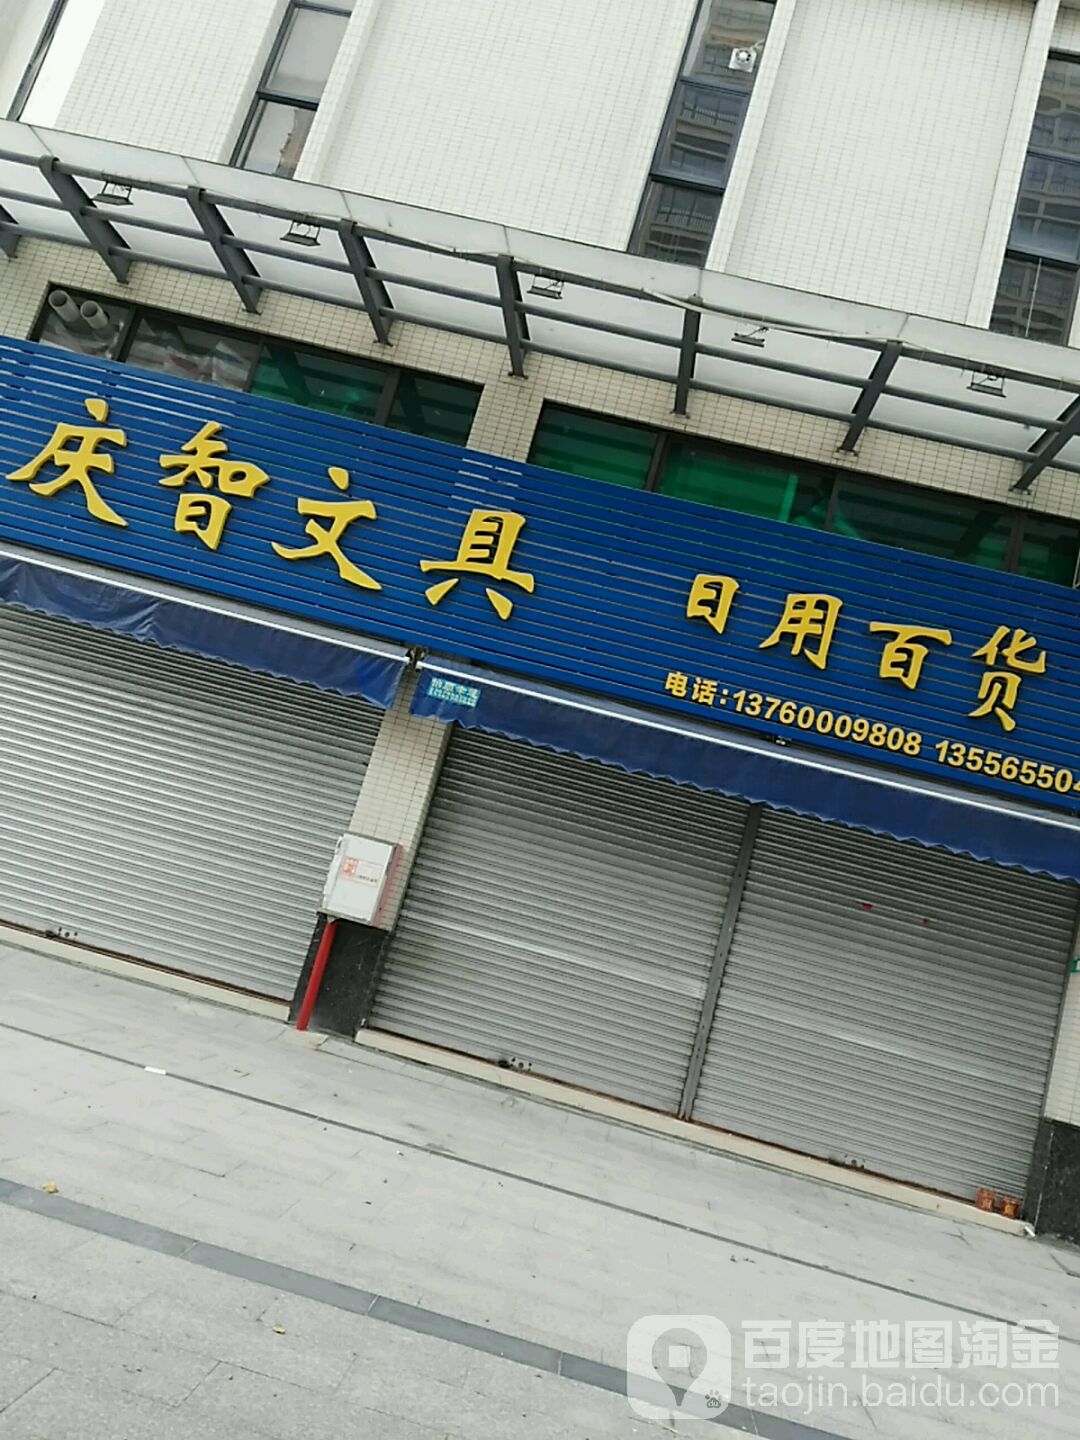 庆智文具 日用百货
电话:13760009808 1355655504
百度地图淘金
taojin.baidu.com